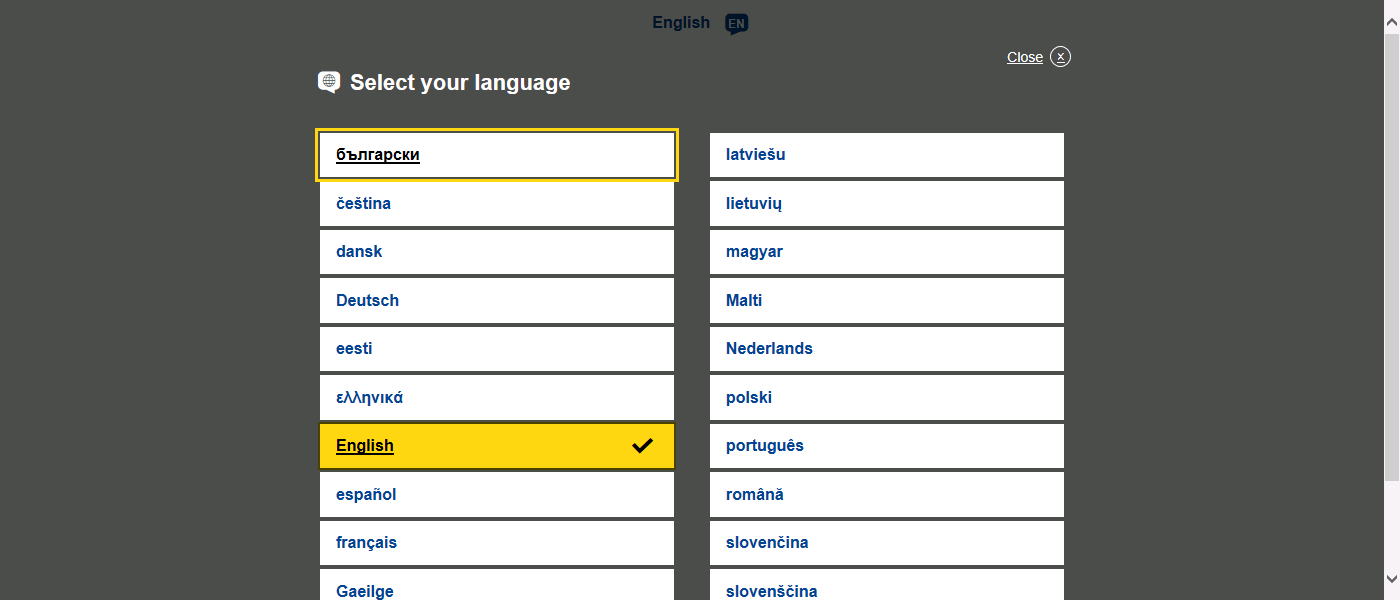 English EN
Close
Select your language
български
čeština
dansk
Deutsch
eesti
ελληνικά
English
español
français
Gaeilge
latviešu
lietuvių
magyar
Malti
Nederlands
polski
português
română
slovenčina
slovenščina